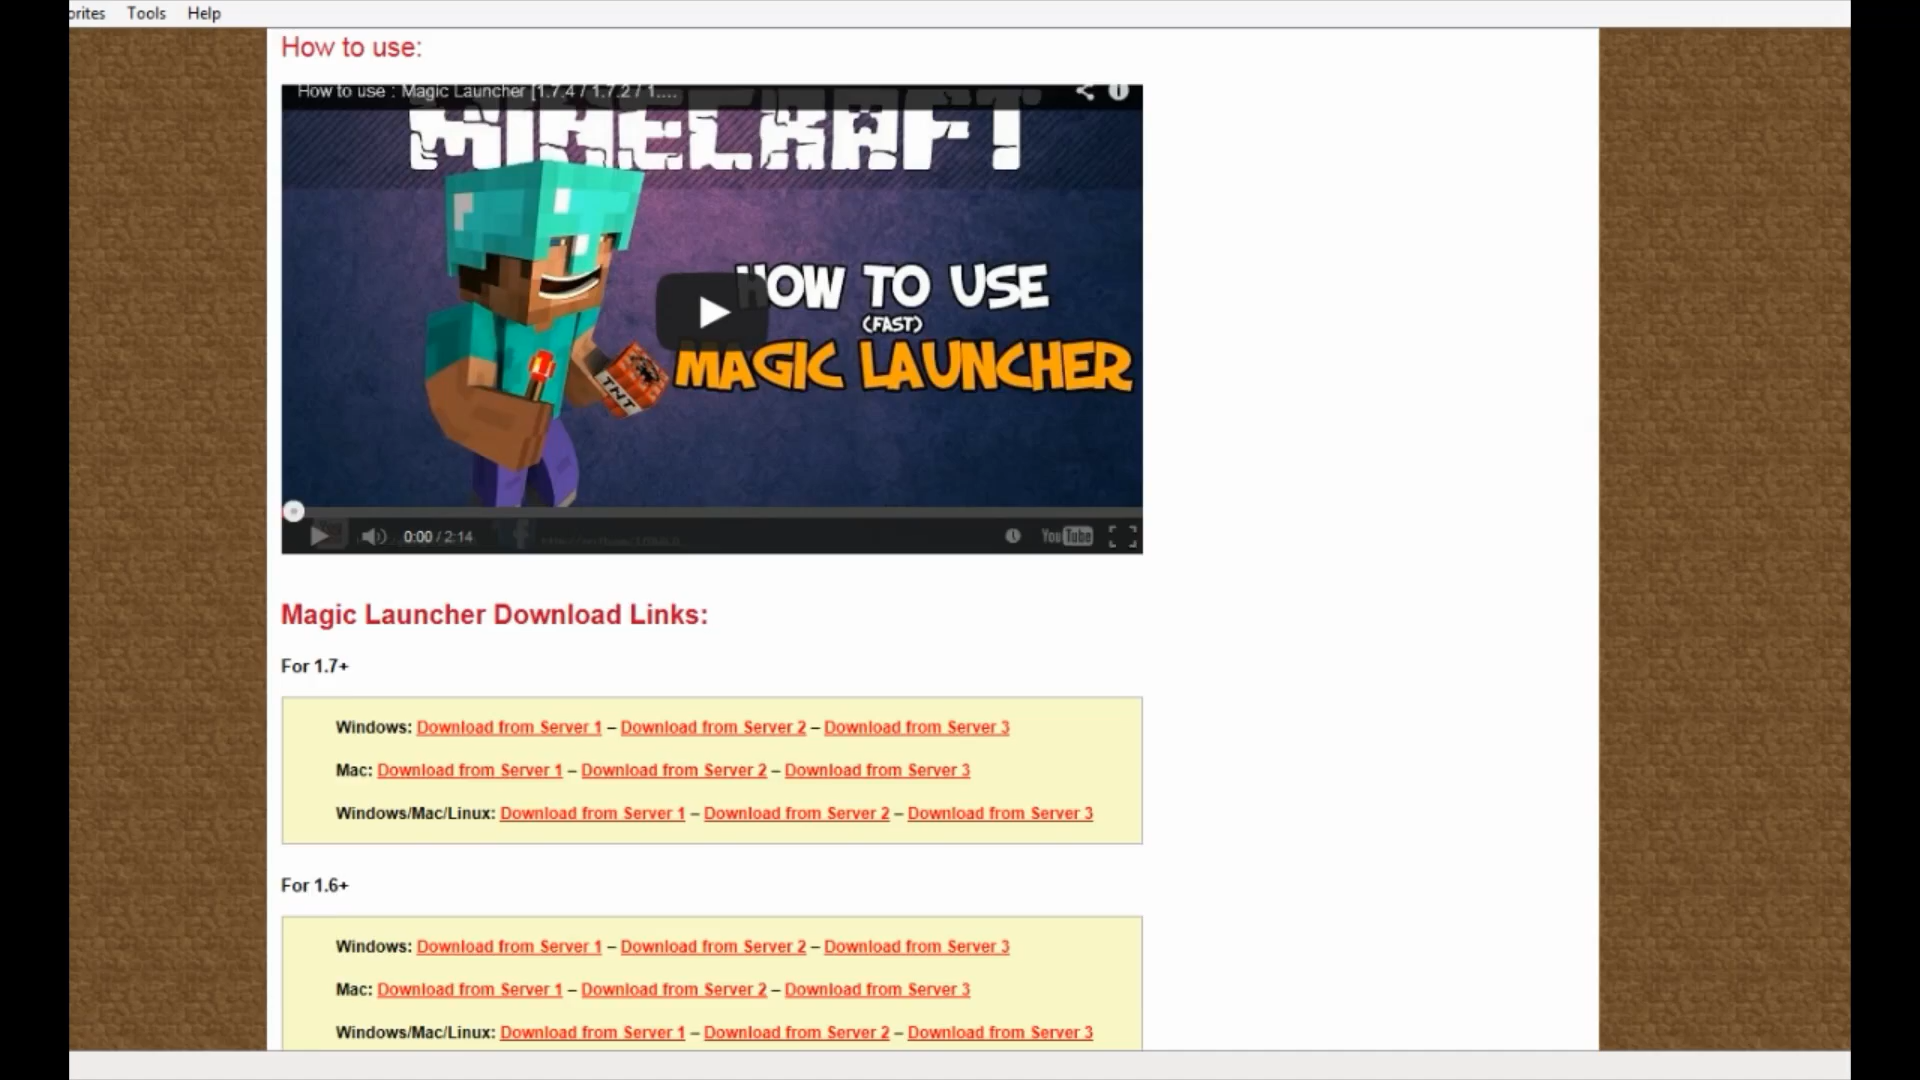 orites Tools Help
How to use:
How to use : Magic Launcher [1.7.4 / 1.7.2 / 1....
MINECRAFT
HOW TO USE
(FAST)
MAGIC LAUNCHER
TNT
0:00 / 2:14
YouTube
Magic Launcher Download Links:
For 1.7+
Windows: Download from Server 1 – Download from Server 2 – Download from Server 3
Mac: Download from Server 1 – Download from Server 2 – Download from Server 3
Windows/Mac/Linux: Download from Server 1 – Download from Server 2 – Download from Server 3
For 1.6+
Windows: Download from Server 1 – Download from Server 2 – Download from Server 3
Mac: Download from Server 1 – Download from Server 2 – Download from Server 3
Windows/Mac/Linux: Download from Server 1 – Download from Server 2 – Download from Server 3